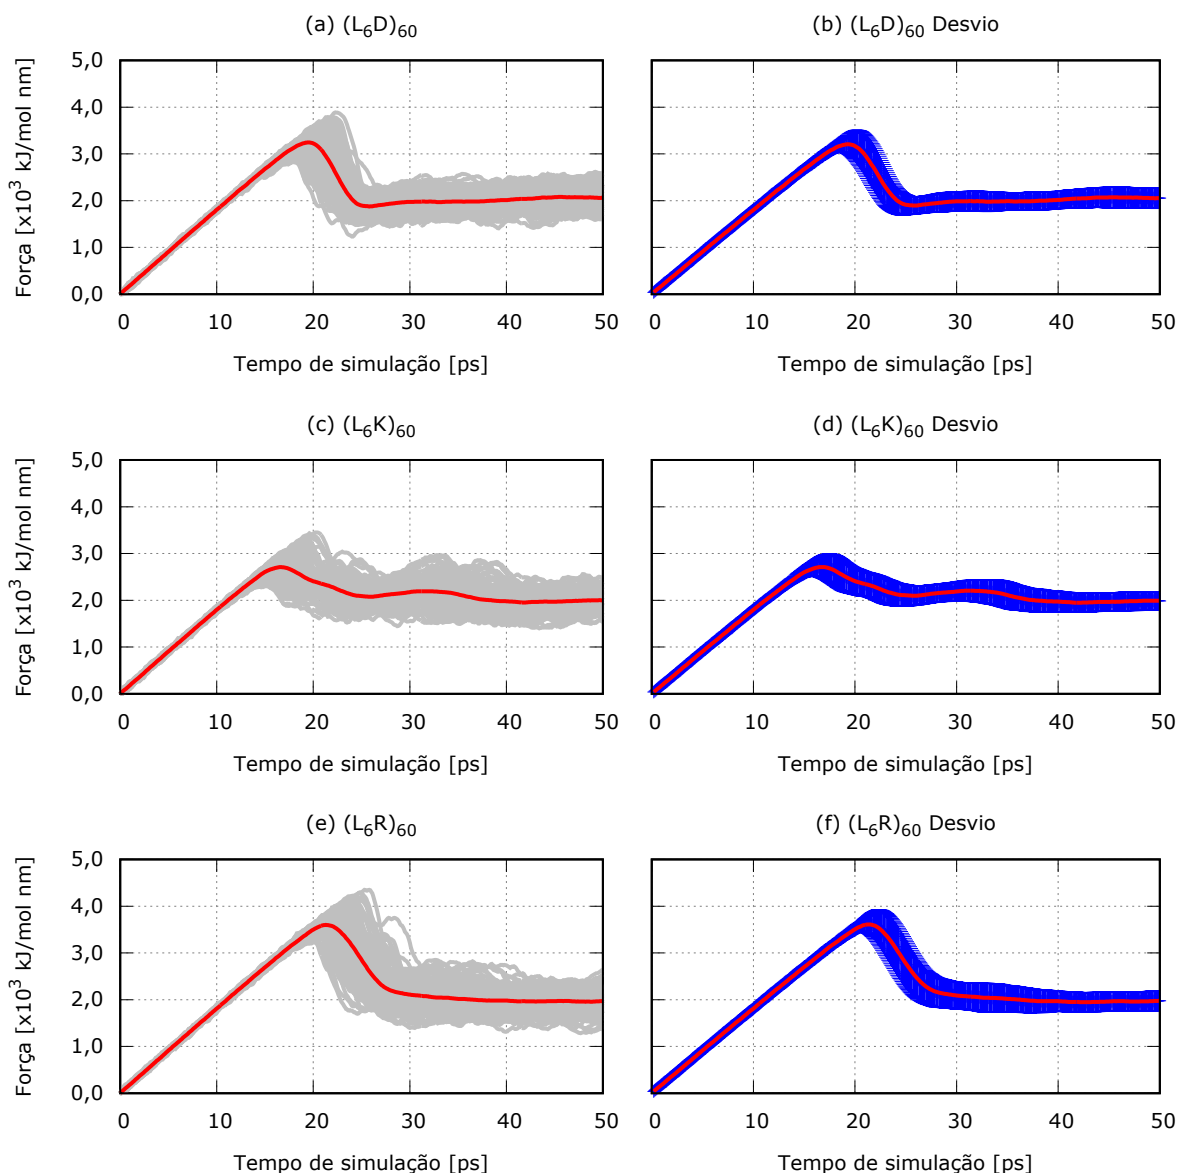 (a) (L6D)60
(b) (L6D)60 Desvio
Força [x10^3 kJ/mol nm]
5,0
4,0
3,0
2,0
1,0
0,0
0 10 20 30 40 50
0 10 20 30 40 50
Tempo de simulação [ps]
Tempo de simulação [ps]
(c) (L6K)60
(d) (L6K)60 Desvio
Força [x10^3 kJ/mol nm]
5,0
4,0
3,0
2,0
1,0
0,0
0 10 20 30 40 50
0 10 20 30 40 50
Tempo de simulação [ps]
Tempo de simulação [ps]
(e) (L6R)60
(f) (L6R)60 Desvio
Força [x10^3 kJ/mol nm]
5,0
4,0
3,0
2,0
1,0
0,0
0 10 20 30 40 50
0 10 20 30 40 50
Tempo de simulação [ps]
Tempo de simulação [ps]